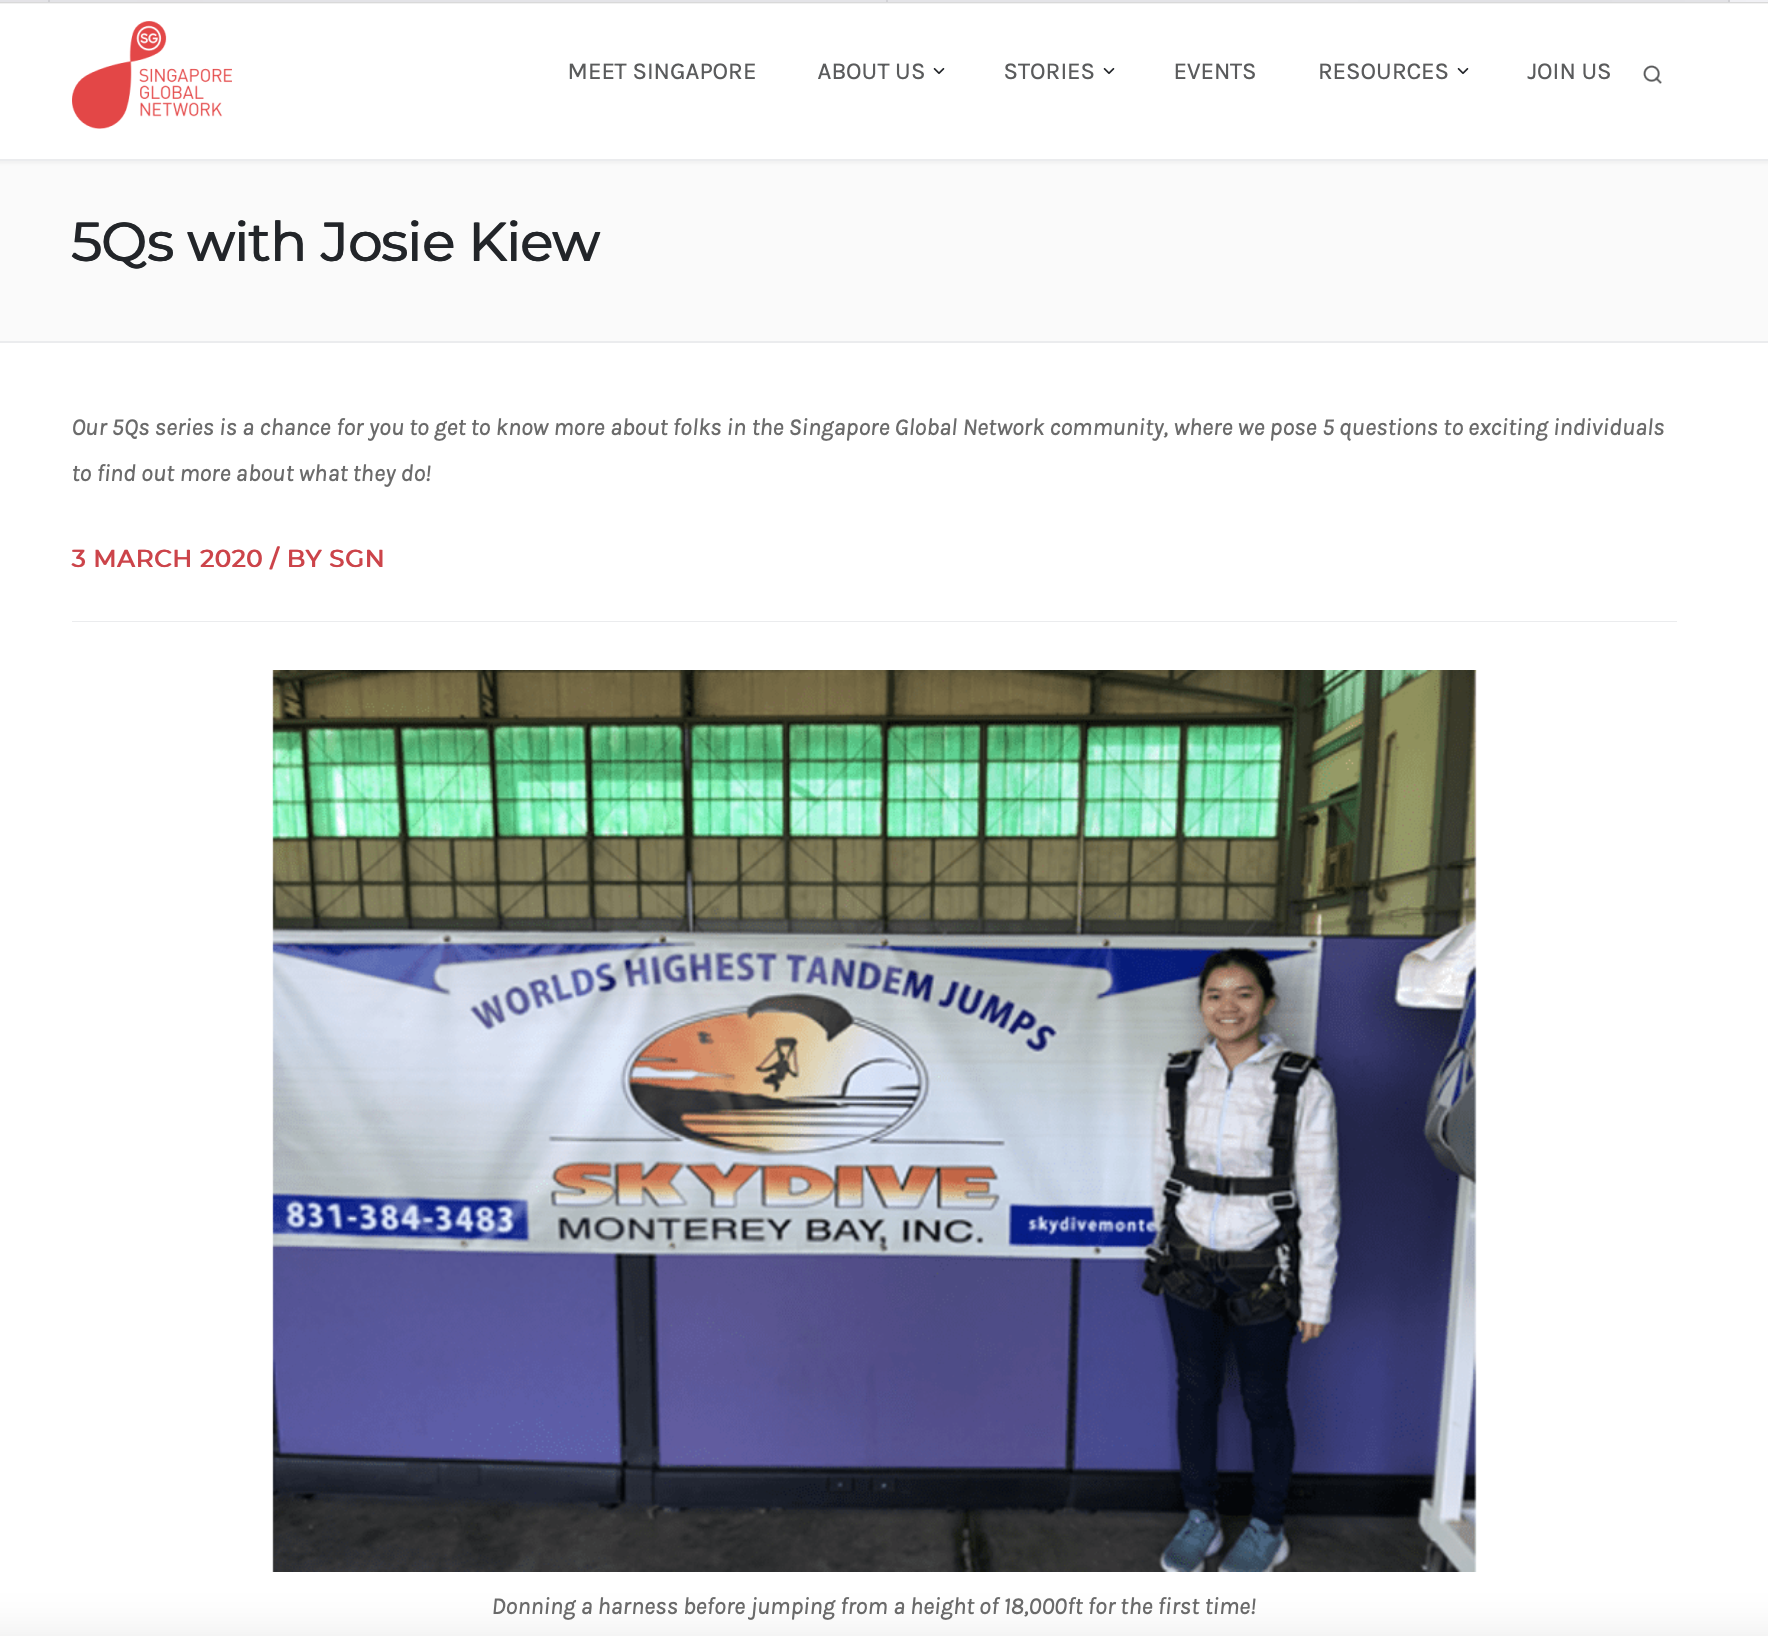 SG
SINGAPORE
GLOBAL
NETWORK
MEET SINGAPORE
ABOUT US
STORIES
EVENTS
RESOURCES
JOIN US
5Qs with Josie Kiew
Our 5Qs series is a chance for you to get to know more about folks in the Singapore Global Network community, where we pose 5 questions to exciting individuals
to find out more about what they do!
3 MARCH 2020 / BY SGN
WORLDS HIGHEST TANDEM JUMPS
SKYDIVE
MONTEREY BAY, INC.
831-384-3483
skydivemonte
Donning a harness before jumping from a height of 18,000ft for the first time!